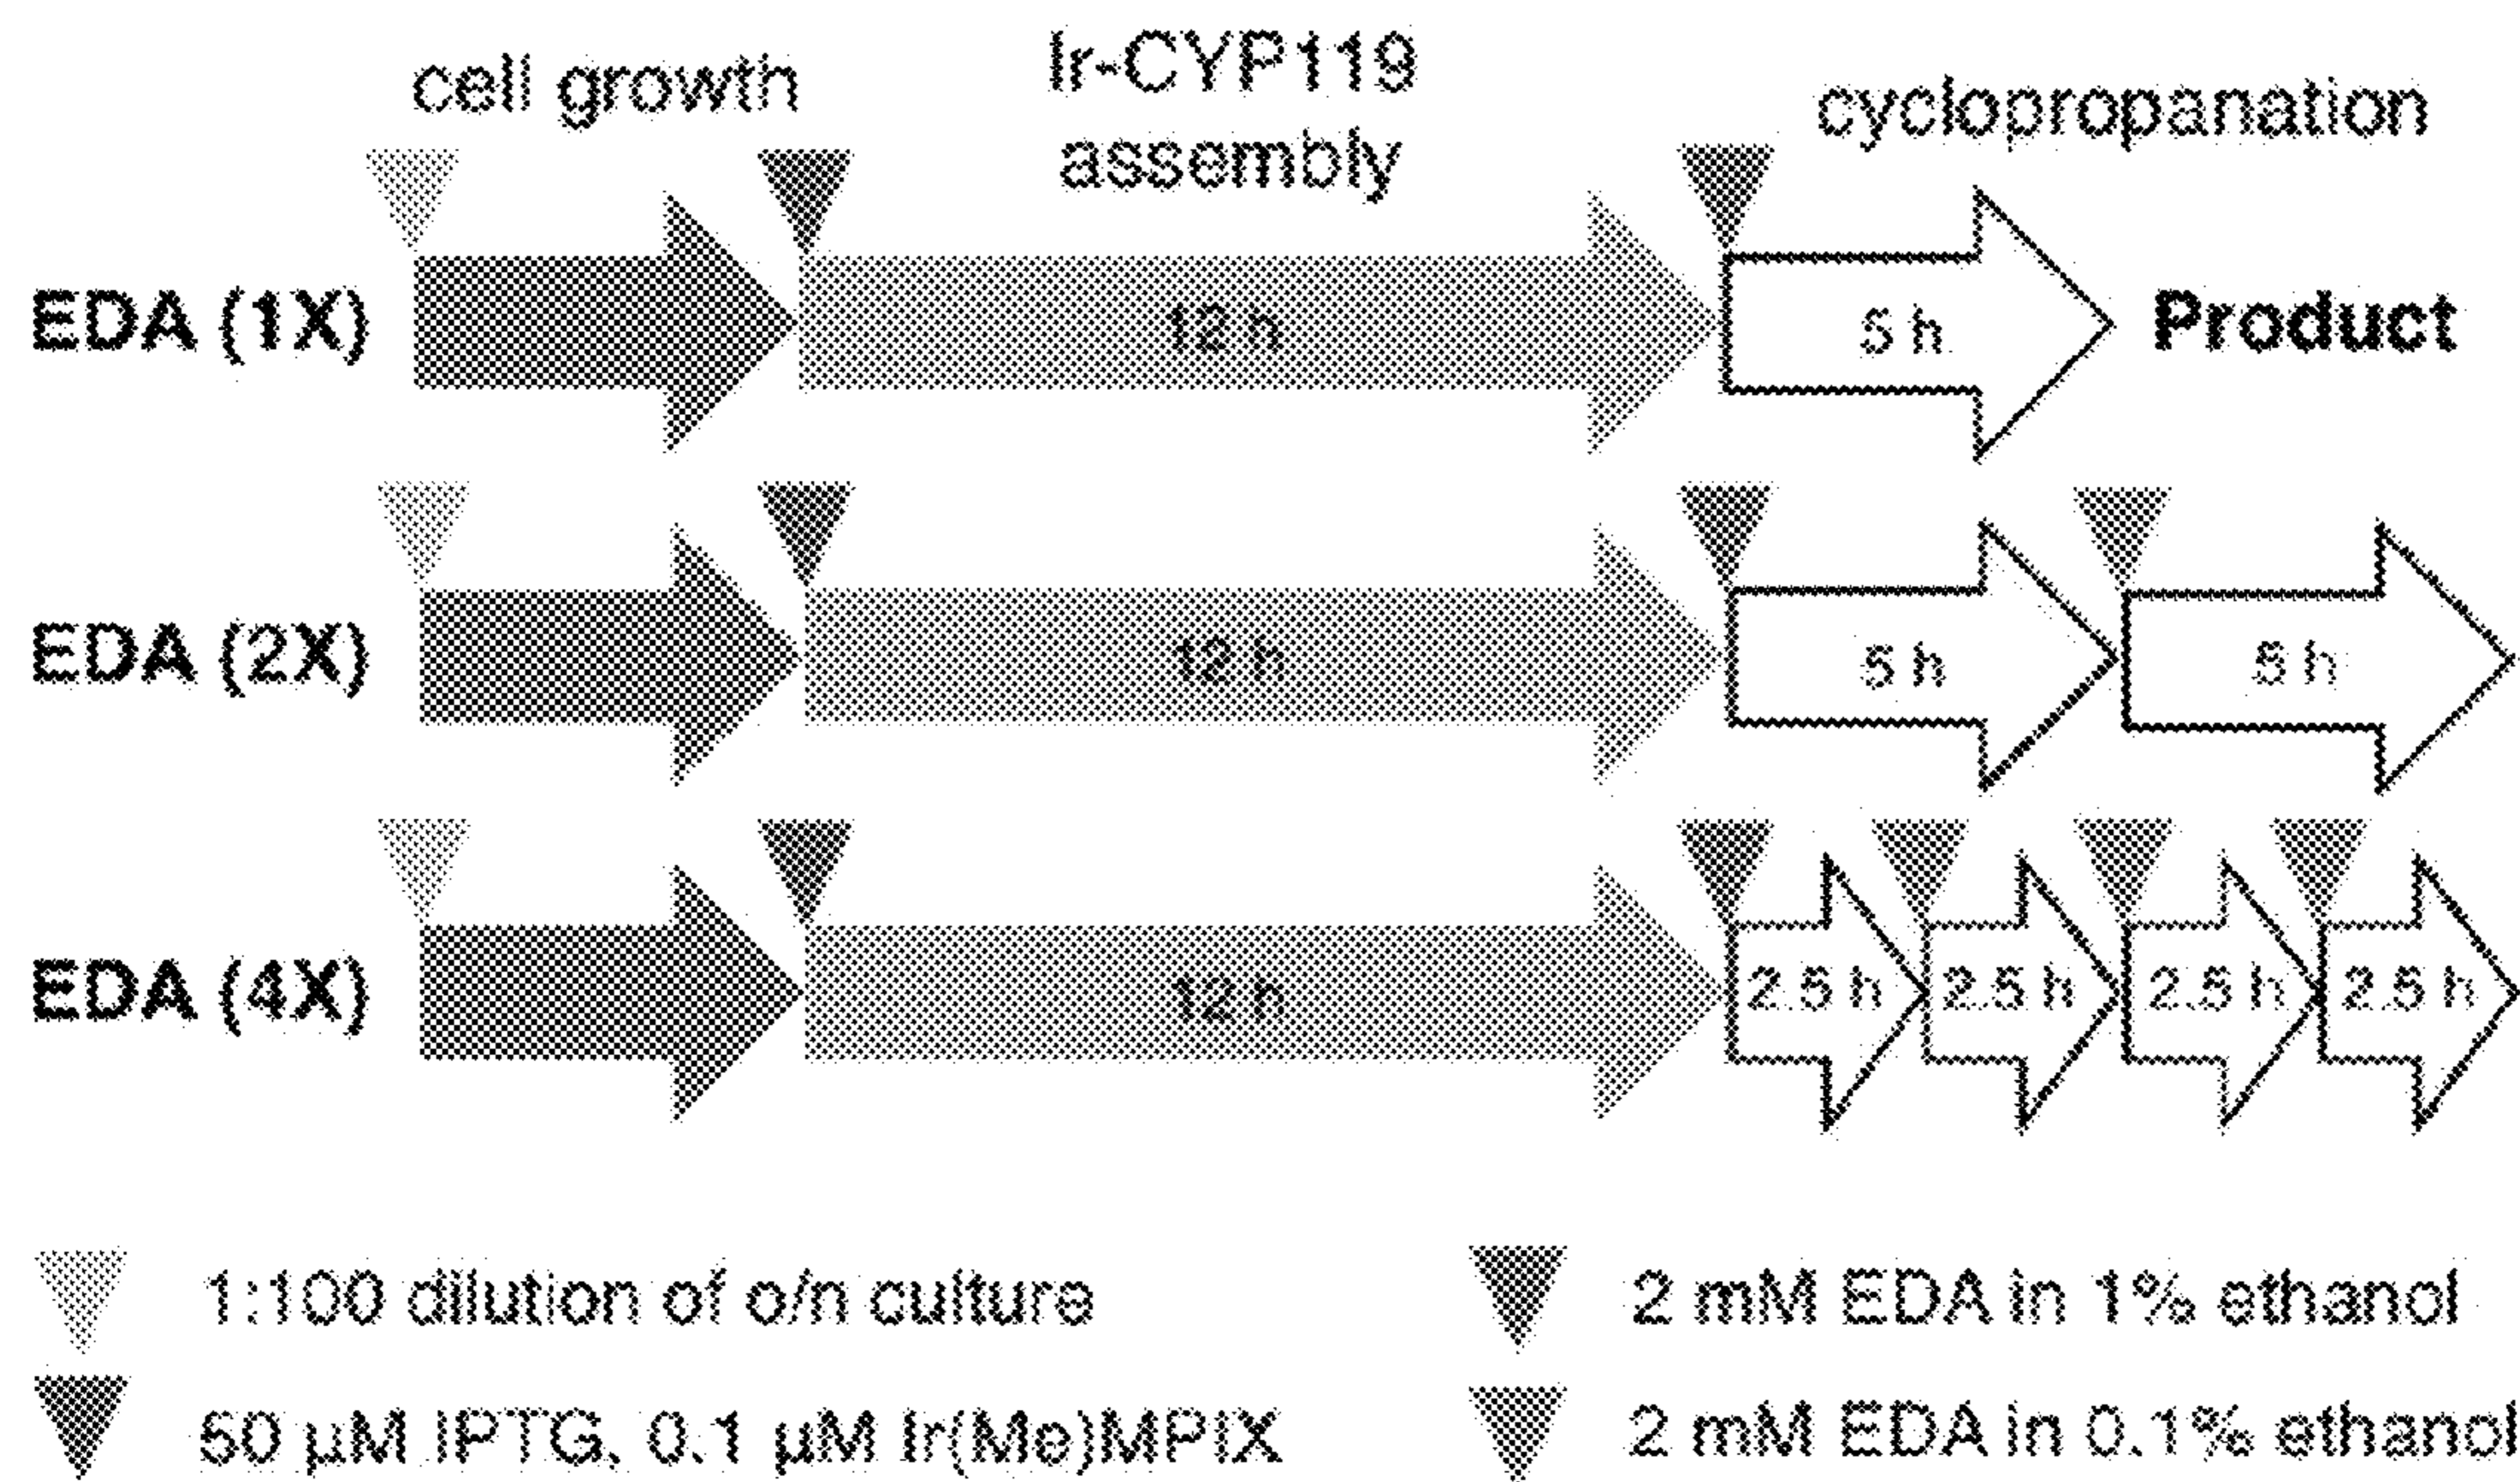 cell growth
Ir-CYP119
assembly
cyclopropanation
EDA (1X)
12 h
5 h
Product
EDA (2X)
12 h
5 h
5 h
EDA (4X)
12 h
2.5 h
2.5 h
2.5 h
2.5 h
1:100 dilution of o/n culture
2 mM EDA in 1% ethanol
50 µM IPTG, 0.1 µM Ir(Me)MPIX
2 mM EDA in 0.1% ethanol